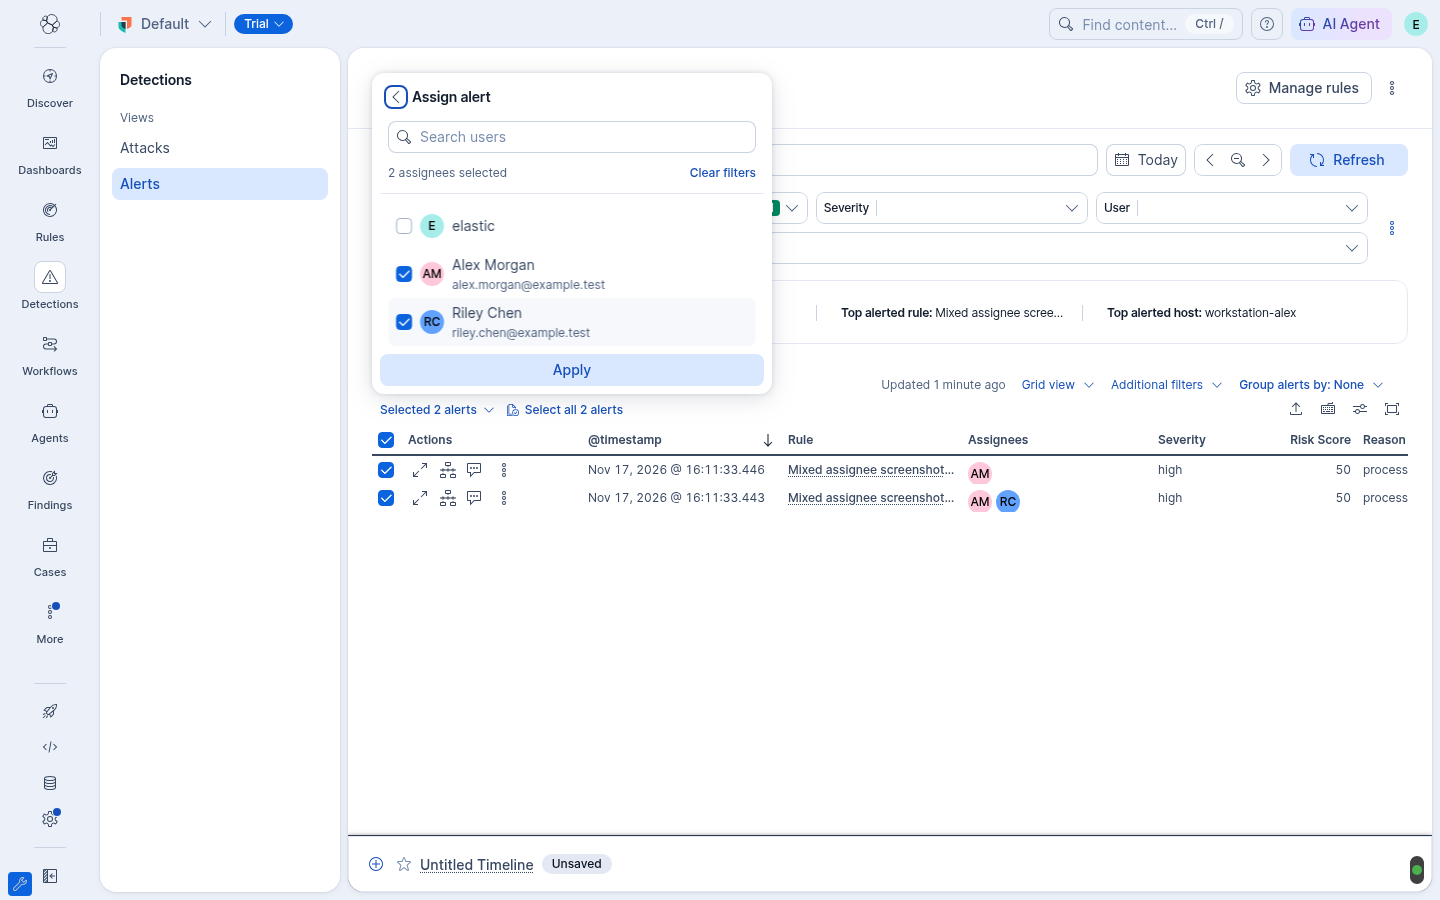 Default
Trial
Find content...
Ctrl /
AI Agent
E
Discover
Dashboards
Rules
Detections
Workflows
Agents
Findings
Cases
More
Detections
Views
Attacks
Alerts
Manage rules
Assign alert
Search users
2 assignees selected
Clear filters
E elastic
AM Alex Morgan
alex.morgan@example.test
RC Riley Chen
riley.chen@example.test
Apply
Today
Refresh
Severity
User
Top alerted rule: Mixed assignee scree...
Top alerted host: workstation-alex
Updated 1 minute ago
Grid view
Additional filters
Group alerts by: None
Selected 2 alerts
Select all 2 alerts
Actions @timestamp Rule Assignees Severity Risk Score Reason
Nov 17, 2026 @ 16:11:33.446 Mixed assignee screenshot... AM high 50 process
Nov 17, 2026 @ 16:11:33.443 Mixed assignee screenshot... AM RC high 50 process
Untitled Timeline
Unsaved